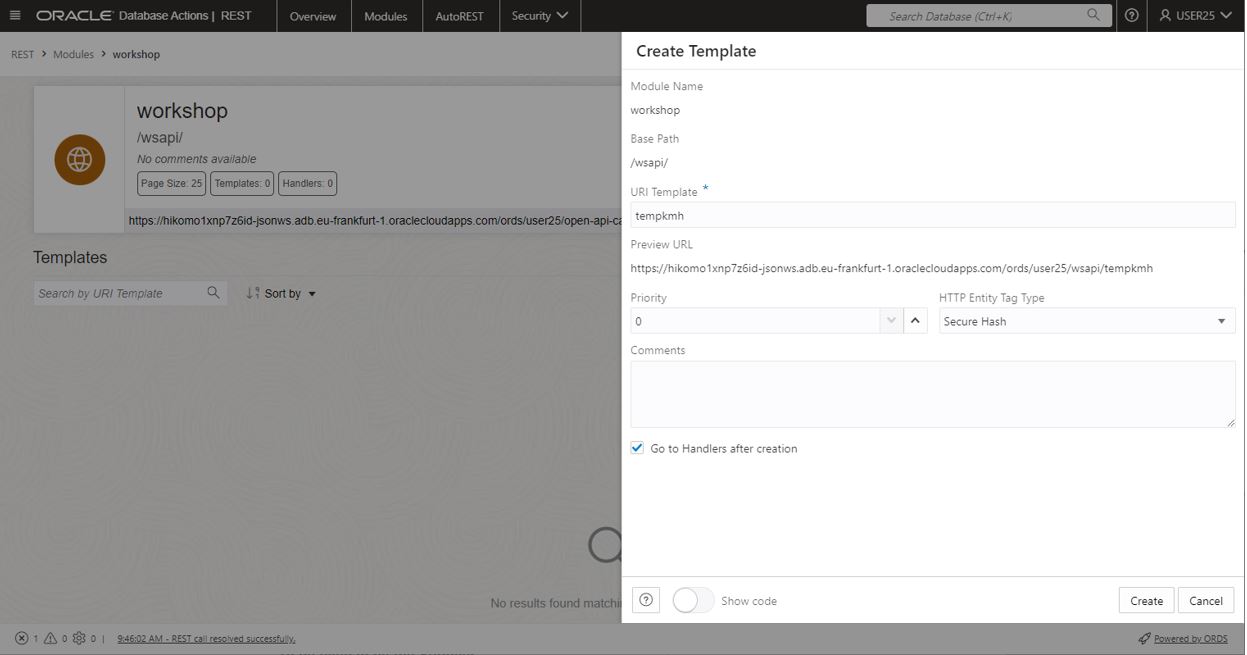 ORACLE Database Actions | REST
Overview
Modules
AutoREST
Security
Search Database (Ctrl+K)
USER25
REST > Modules > workshop
workshop
/wsapi/
No comments available
Page Size: 25 Templates: 0 Handlers: 0
https://hikomo1xnp7z6id-jsonws.adb.eu-frankfurt-1.oraclecloudapps.com/ords/user25/open-api-ca
Templates
Search by URI Template
Sort by
No results found matchin
Create Template
Module Name
workshop
Base Path
/wsapi/
URI Template *
tempkmh
Preview URL
https://hikomo1xnp7z6id-jsonws.adb.eu-frankfurt-1.oraclecloudapps.com/ords/user25/wsapi/tempkmh
Priority
0
HTTP Entity Tag Type
Secure Hash
Comments
Go to Handlers after creation
Show code
Create
Cancel
1 0 0 | 9:46:02 AM - REST call resolved successfully.
Powered by ORDS